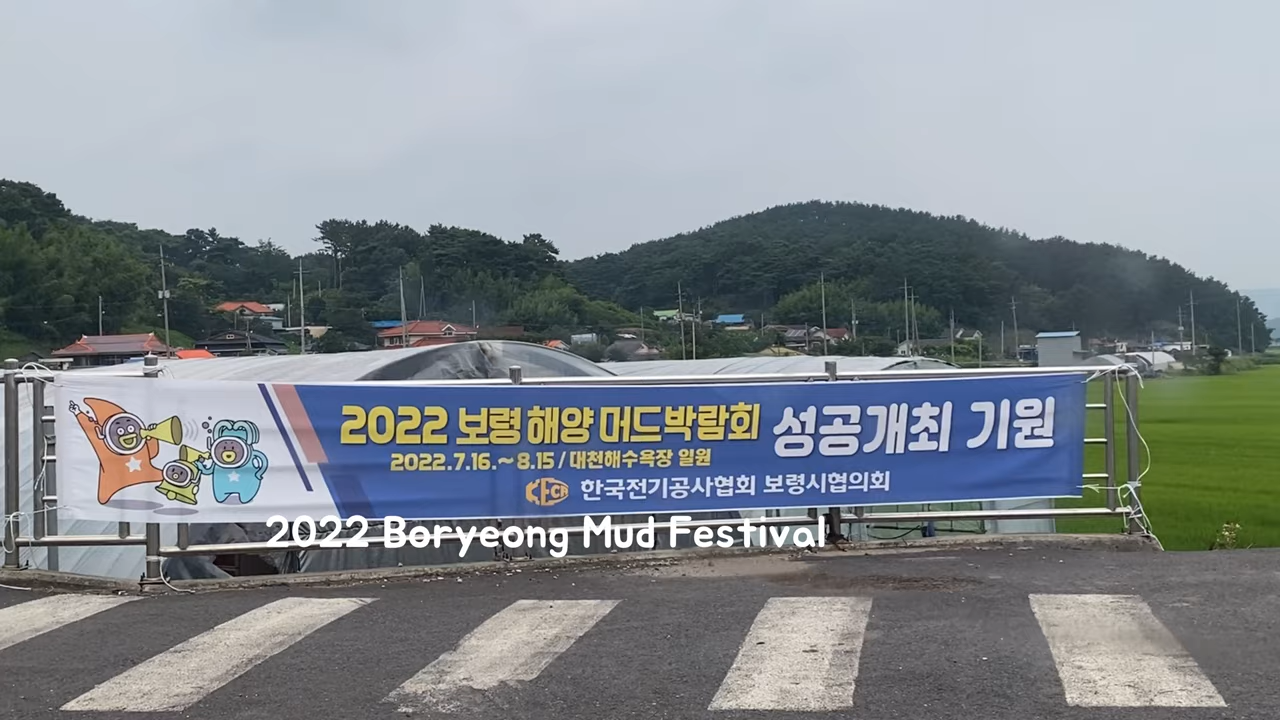 2022 보령 해양 머드박람회 성공개최 기원
2022.7.16.~8.15 / 대천해수욕장 일원
KECA 한국전기공사협회 보령시협의회
2022 Boryeong Mud Festival